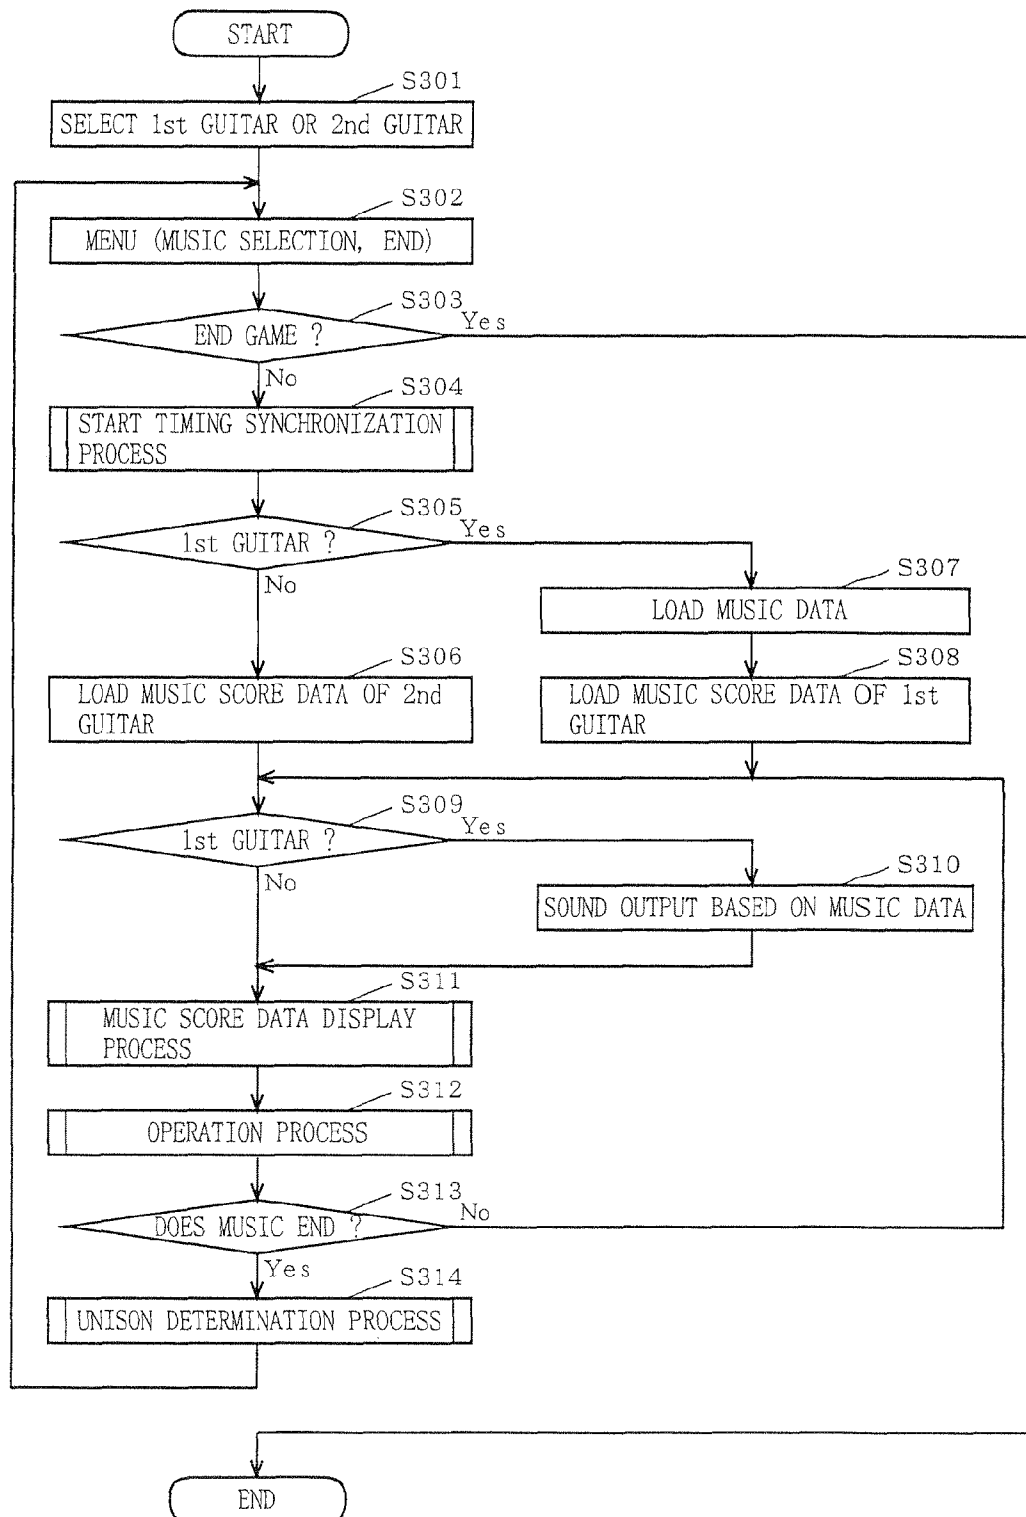 START
S301
SELECT 1st GUITAR OR 2nd GUITAR
S302
MENU (MUSIC SELECTION, END)
S303
END GAME ?
Yes
No
S304
START TIMING SYNCHRONIZATION
PROCESS
S305
1st GUITAR ?
Yes
No
S307
LOAD MUSIC DATA
S306
LOAD MUSIC SCORE DATA OF 2nd
GUITAR
S308
LOAD MUSIC SCORE DATA OF 1st
GUITAR
S309
1st GUITAR ?
Yes
No
S310
SOUND OUTPUT BASED ON MUSIC DATA
S311
MUSIC SCORE DATA DISPLAY
PROCESS
S312
OPERATION PROCESS
S313
DOES MUSIC END ?
No
Yes
S314
UNISON DETERMINATION PROCESS
END